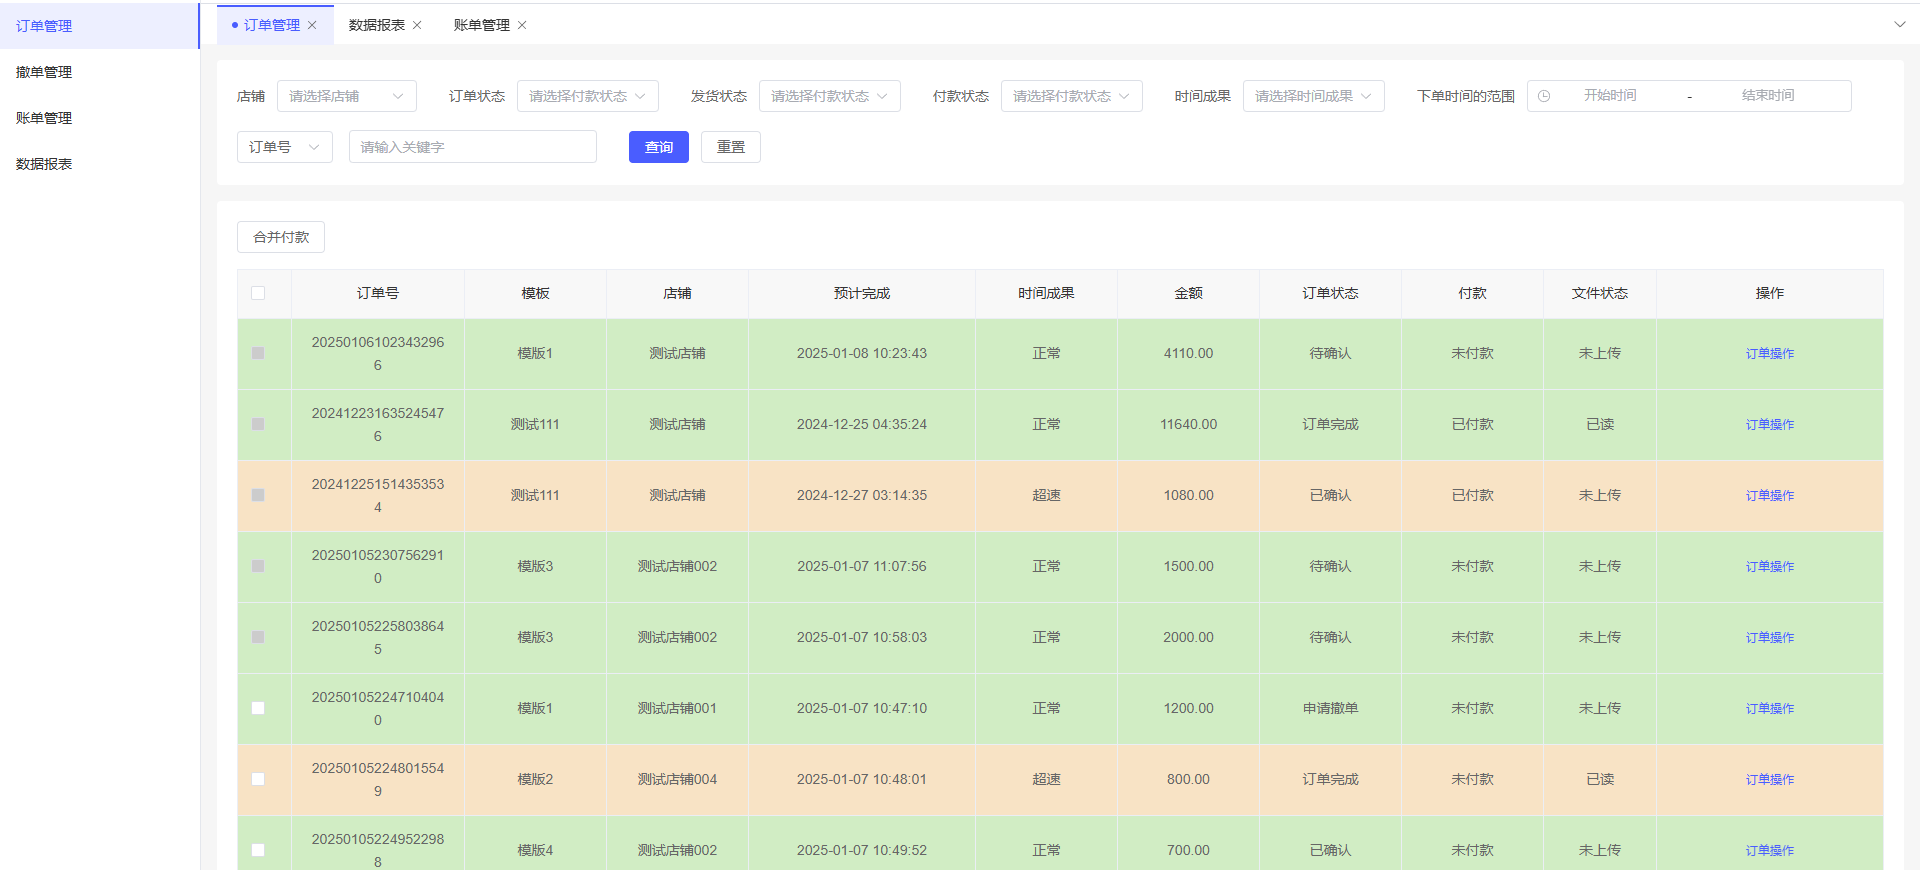 订单管理
撤单管理
账单管理
数据报表
订单管理 数据报表 账单管理
店铺 请选择店铺 订单状态 请选择付款状态 发货状态 请选择付款状态 付款状态 请选择付款状态 时间成果 请选择时间成果 下单时间的范围 开始时间 - 结束时间
订单号 请输入关键字 查询 重置
合并付款
订单号 模板 店铺 预计完成 时间成果 金额 订单状态 付款 文件状态 操作
20250106102343296
6 模版1 测试店铺 2025-01-08 10:23:43 正常 4110.00 待确认 未付款 未上传 订单操作
20241223163524547
6 测试111 测试店铺 2024-12-25 04:35:24 正常 11640.00 订单完成 已付款 已读 订单操作
20241225151435353
4 测试111 测试店铺 2024-12-27 03:14:35 超速 1080.00 已确认 已付款 未上传 订单操作
20250105230756291
0 模版3 测试店铺002 2025-01-07 11:07:56 正常 1500.00 待确认 未付款 未上传 订单操作
20250105225803864
5 模版3 测试店铺002 2025-01-07 10:58:03 正常 2000.00 待确认 未付款 未上传 订单操作
20250105224710404
0 模版1 测试店铺001 2025-01-07 10:47:10 正常 1200.00 申请撤单 未付款 未上传 订单操作
20250105224801554
9 模版2 测试店铺004 2025-01-07 10:48:01 超速 800.00 订单完成 未付款 已读 订单操作
20250105224952298
8 模版4 测试店铺002 2025-01-07 10:49:52 正常 700.00 已确认 未付款 未上传 订单操作